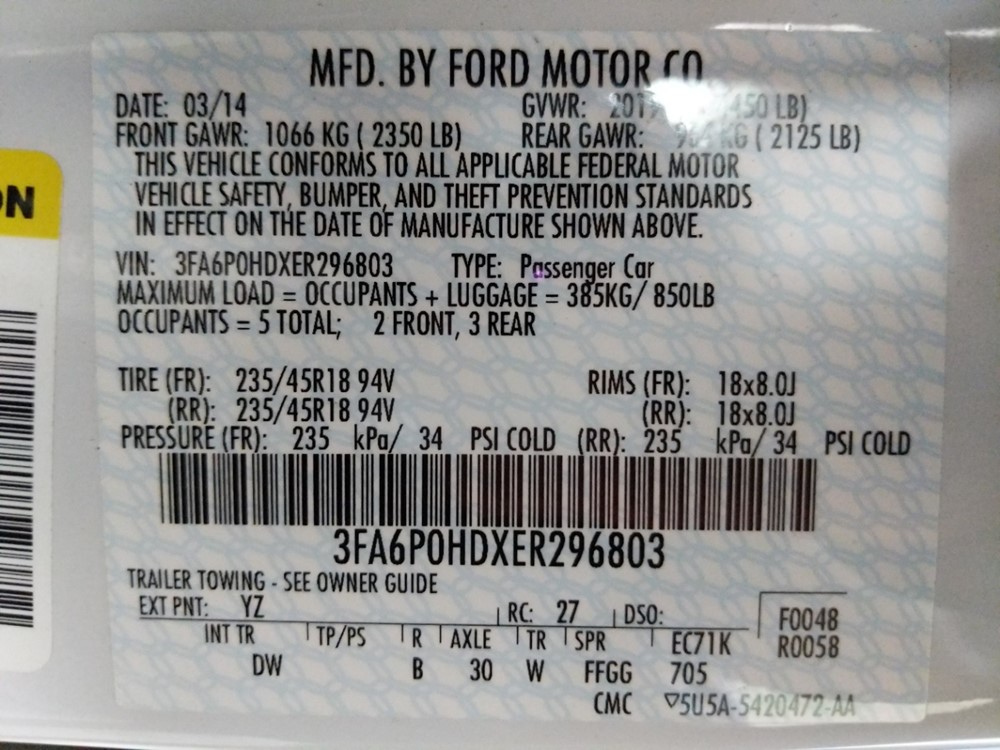 MFD. BY FORD MOTOR CO
DATE: 03/14 GVWR: 450 LB)
FRONT GAWR: 1066 KG ( 2350 LB) REAR GAWR: KG ( 2125 LB)
THIS VEHICLE CONFORMS TO ALL APPLICABLE FEDERAL MOTOR
VEHICLE SAFETY, BUMPER, AND THEFT PREVENTION STANDARDS
IN EFFECT ON THE DATE OF MANUFACTURE SHOWN ABOVE.
VIN: 3FA6P0HDXER296803 TYPE: Passenger Car
MAXIMUM LOAD = OCCUPANTS + LUGGAGE = 385KG/ 850LB
OCCUPANTS = 5 TOTAL; 2 FRONT, 3 REAR
TIRE (FR): 235/45R18 94V RIMS (FR): 18x8.0J
(RR): 235/45R18 94V (RR): 18x8.0J
PRESSURE (FR): 235 kPa/ 34 PSI COLD (RR): 235 kPa/ 34 PSI COLD
3FA6P0HDXER296803
TRAILER TOWING - SEE OWNER GUIDE
EXT PNT: YZ RC: 27 DSO: F0048
INT TR TP/PS R AXLE TR SPR EC71K R0058
DW B 30 W FFGG 705
CMC ▽5U5A-5420472-AA